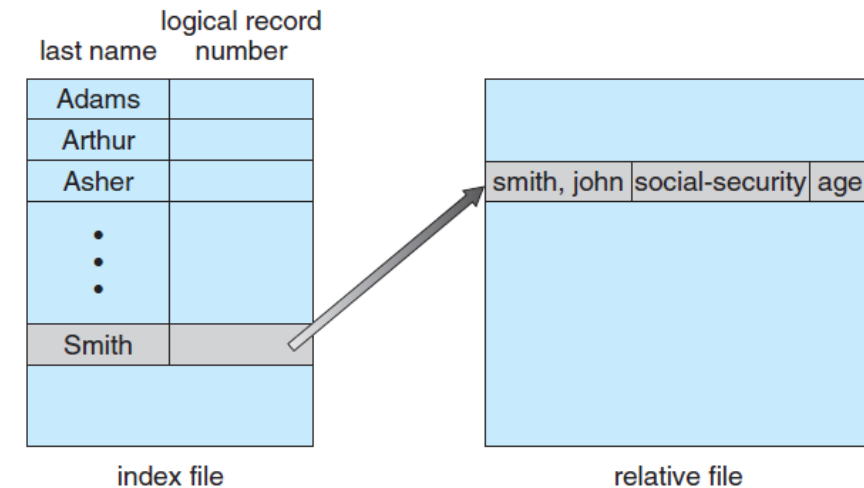 logical record
last name number
Adams
Arthur
Asher
Smith
index file
smith, john social-security age
relative file